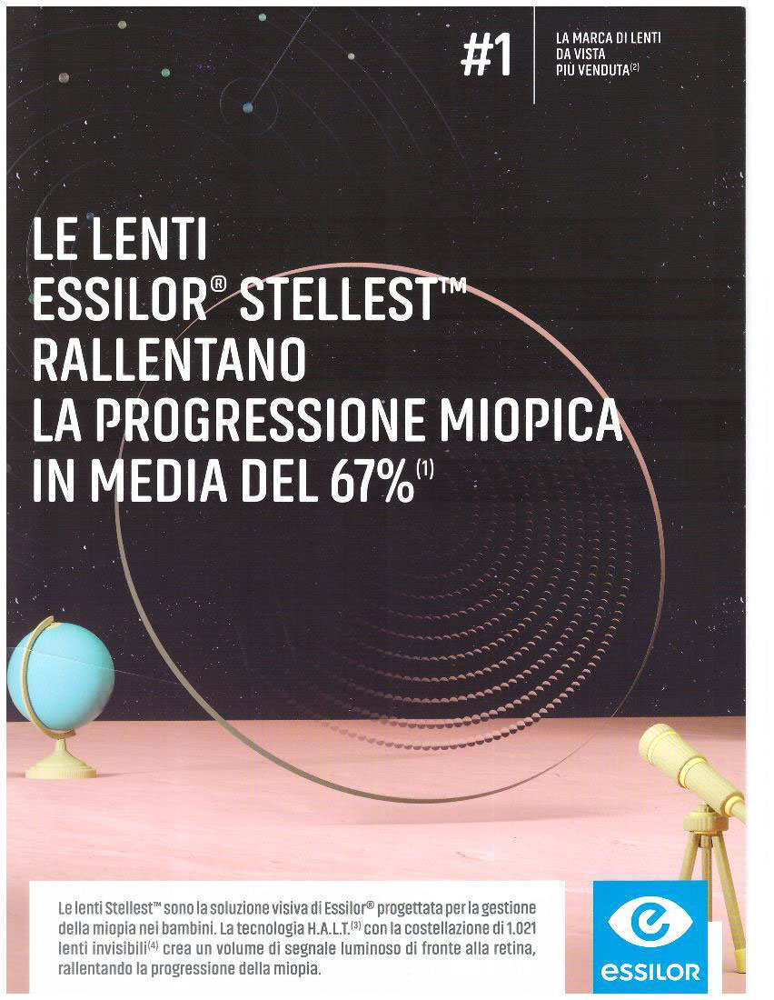 #1
LA MARCA DI LENTI
DA VISTA
PIÙ VENDUTA(2)
LE LENTI
ESSILOR® STELLEST™
RALLENTANO
LA PROGRESSIONE MIOPICA
IN MEDIA DEL 67%(1)
Le lenti Stellest™ sono la soluzione visiva di Essilor® progettata per la gestione
della miopia nei bambini. La tecnologia H.A.L.T.(3) con la costellazione di 1.021
lenti invisibili(4) crea un volume di segnale luminoso di fronte alla retina,
rallentando la progressione della miopia.
essilor